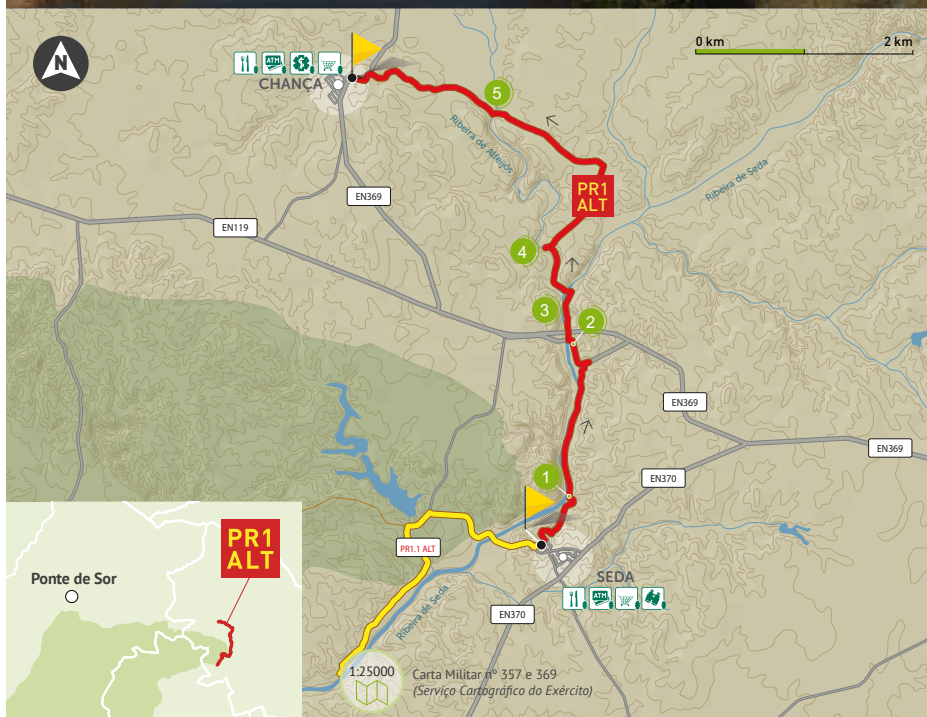 N
0 km
2 km
ATM
CHANÇA
5
Ribeira de Alfeijós
Ribeira de Seda
PR1
ALT
EN369
EN119
4
3
2
EN369
EN369
1
EN370
PR1.1 ALT
SEDA
ATM
Ribeira de Seda
EN370
PR1
ALT
Ponte de Sor
1:25000
Carta Militar nº 357 e 369
(Serviço Cartográfico do Exército)